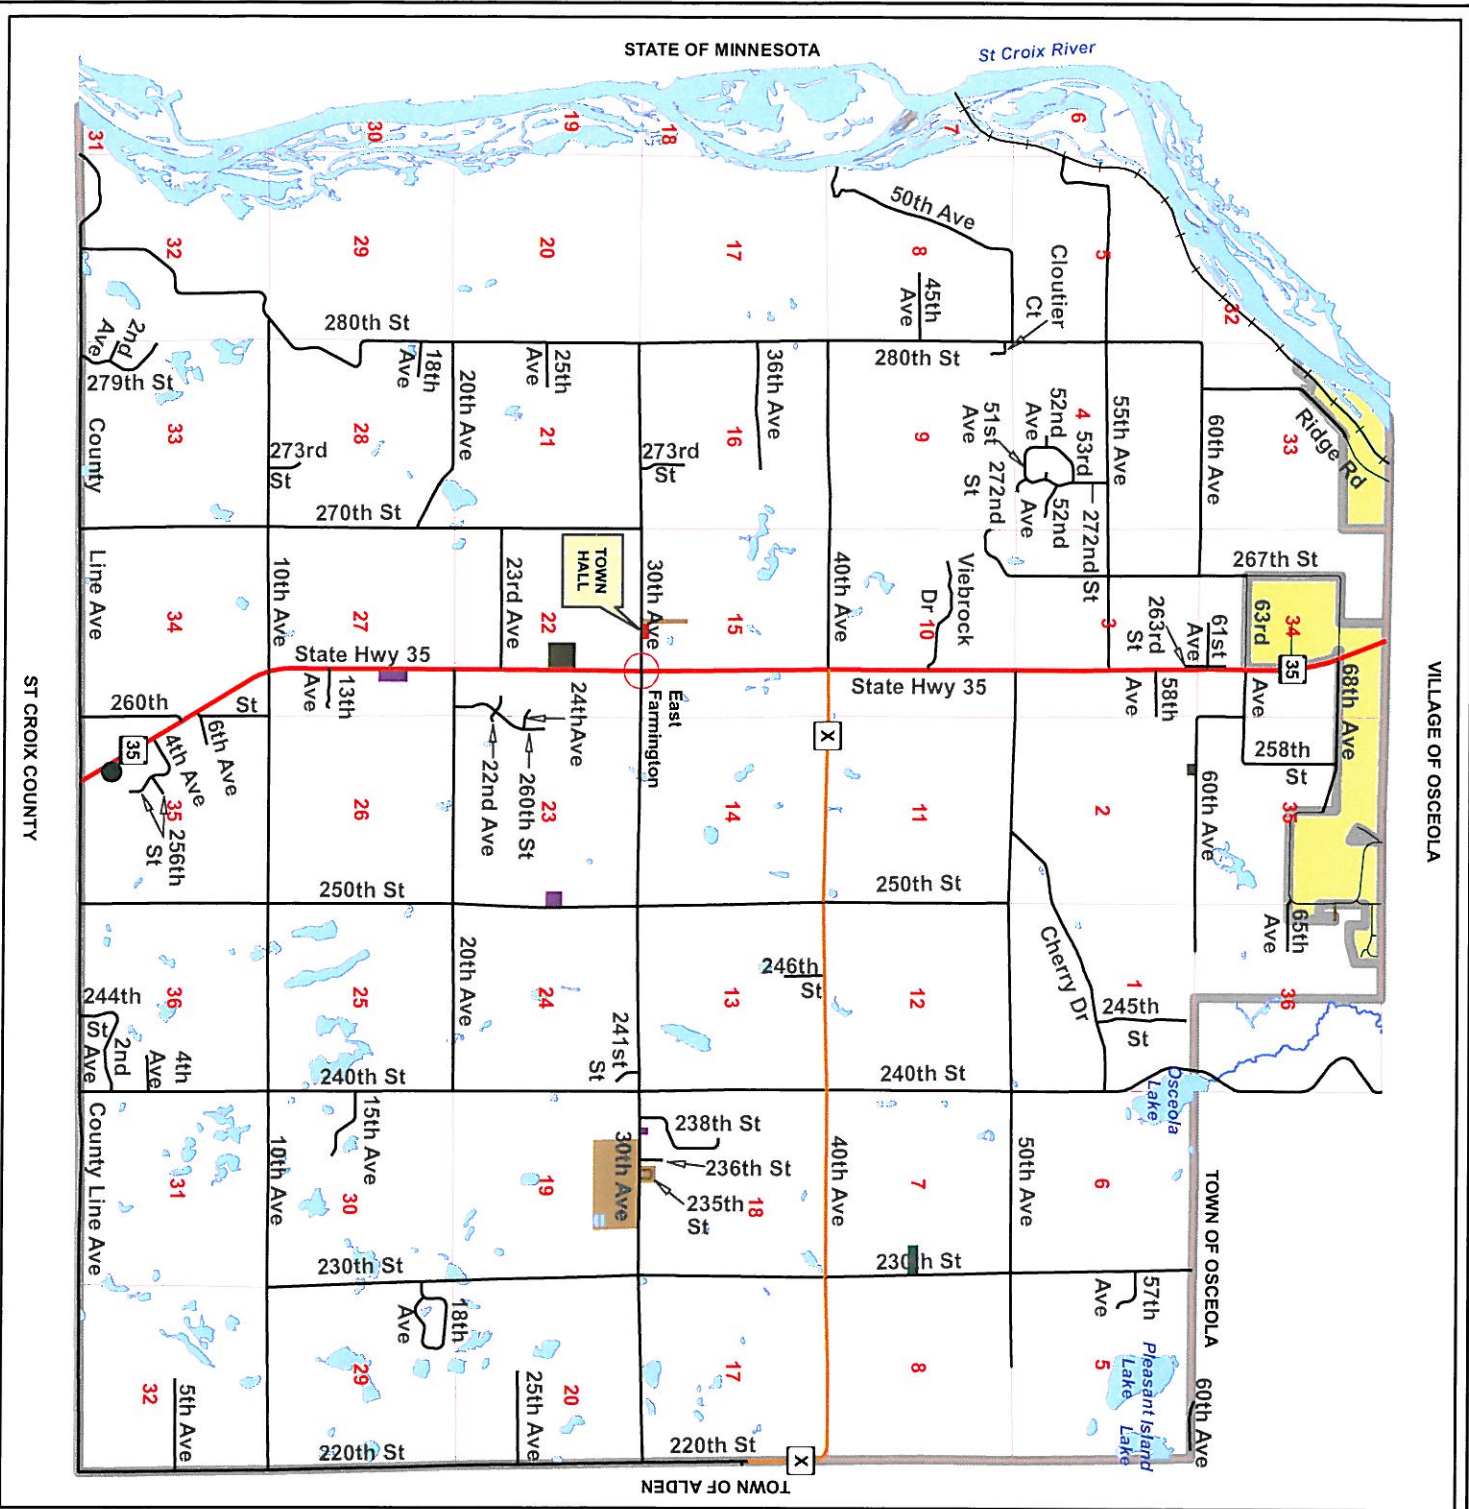 STATE OF MINNESOTA
St Croix River
VILLAGE OF OSCEOLA
TOWN OF OSCEOLA
TOWN OF ALDEN
ST CROIX COUNTY
31
30
19
18
7
6
32
29
20
17
8
5
32
50th Ave
45th
Ave
Cloutier
Ct
280th St
280th St
2nd
Ave
279th St
18th
Ave
20th Ave
25th
Ave
36th Ave
55th Ave
60th Ave
Ridge Rd
33
28
21
16
9
4
33
273rd
St
273rd
St
52nd
Ave
53rd
51st
Ave
272nd
St
52nd
Ave
272nd St
270th St
267th St
County
Line Ave
10th Ave
23rd Ave
TOWN
HALL
30th Ave
40th Ave
Viebrock
Dr
263rd
St
61st
Ave
63rd
Ave
34
27
22
15
10
3
34
State Hwy 35
State Hwy 35
35
68th Ave
58th
Ave
13th
Ave
24thAve
East
Farmington
X
258th
St
260th
St
6th Ave
4th Ave
35
256th
St
22nd Ave
260th St
60th Ave
35
26
23
14
11
2
35
250th St
250th St
65th
Ave
Cherry Dr
20th Ave
246th
St
245th
St
36
25
24
13
12
1
36
244th
St
2nd
Ave
4th
Ave
241st
St
240th St
240th St
Osceola
Lake
County Line Ave
10th Ave
15th Ave
30th Ave
238th St
236th St
235th
St
40th Ave
50th Ave
31
30
19
18
7
6
230th St
230th St
18th
Ave
57th
Ave
Pleasant Island
Lake
Lake
60th Ave
32
29
20
17
8
5
5th Ave
25th Ave
220th St
220th St
X